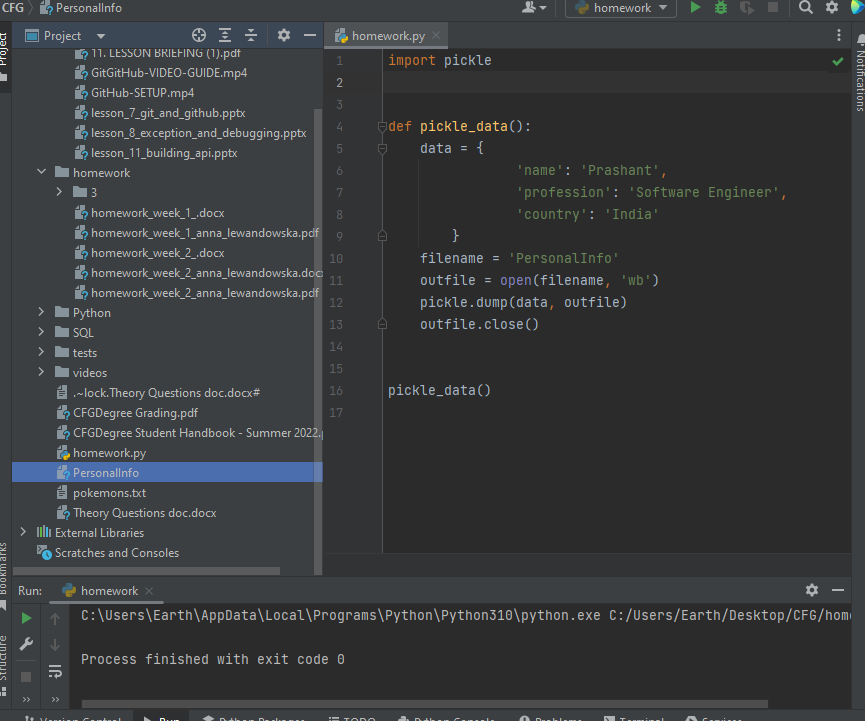 CFG
PersonalInfo
homework
Project
homework.py
Project
Notifications
11. LESSON BRIEFING (1).pdf
GitGitHub-VIDEO-GUIDE.mp4
GitHub-SETUP.mp4
lesson_7_git_and_github.pptx
lesson_8_exception_and_debugging.pptx
lesson_11_building_api.pptx
homework
3
homework_week_1_.docx
homework_week_1_anna_lewandowska.pdf
homework_week_2_.docx
homework_week_2_anna_lewandowska.docx
homework_week_2_anna_lewandowska.pdf
Python
SQL
tests
videos
.~lock.Theory Questions doc.docx#
CFGDegree Grading.pdf
CFGDegree Student Handbook - Summer 2022.
homework.py
PersonalInfo
pokemons.txt
Theory Questions doc.docx
External Libraries
Scratches and Consoles
1 import pickle
2
3
4 def pickle_data():
5 data = {
6 'name': 'Prashant',
7 'profession': 'Software Engineer',
8 'country': 'India'
9 }
10 filename = 'PersonalInfo'
11 outfile = open(filename, 'wb')
12 pickle.dump(data, outfile)
13 outfile.close()
14
15
16 pickle_data()
17
Bookmarks
Structure
Run: homework
C:\Users\Earth\AppData\Local\Programs\Python\Python310\python.exe C:/Users/Earth/Desktop/CFG/hom
Process finished with exit code 0
Version Control
Run
Python Packages
TODO
Python Console
Problems
Terminal
Services